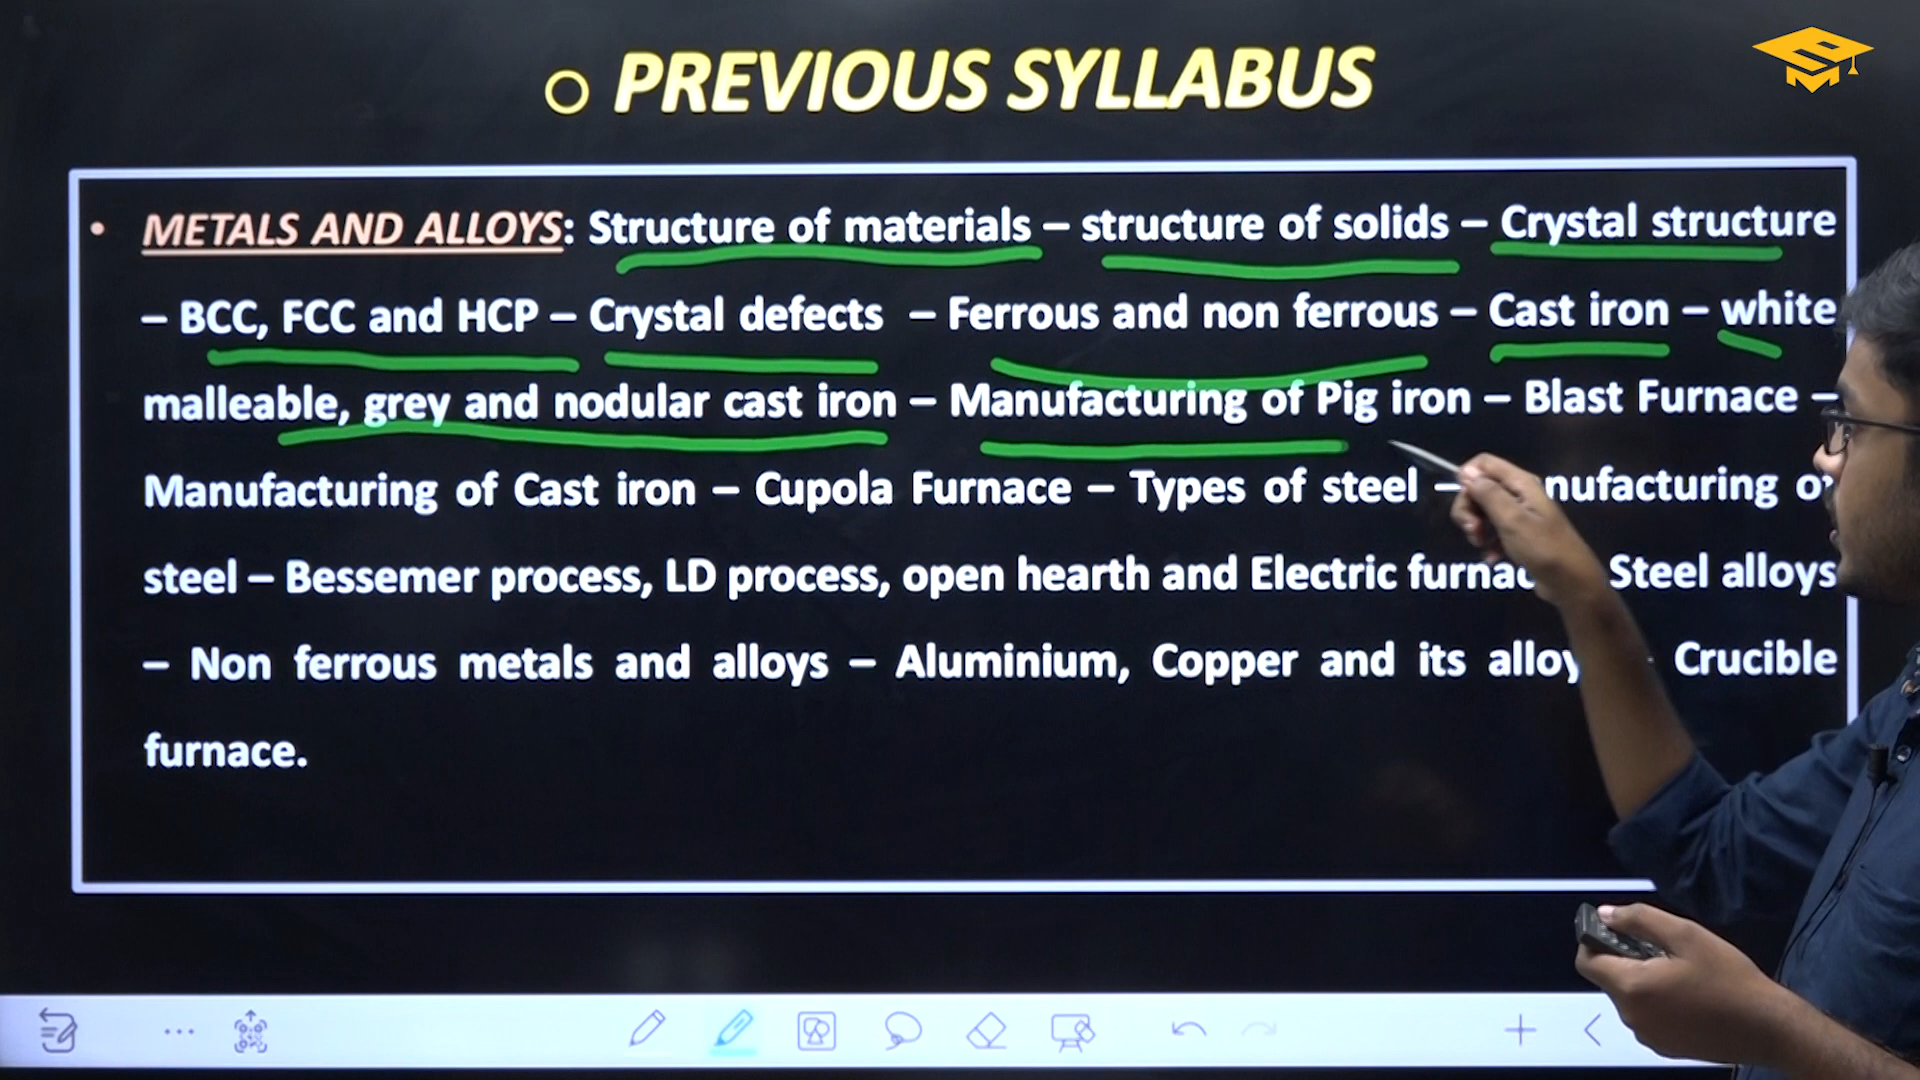 PREVIOUS SYLLABUS
METALS AND ALLOYS: Structure of materials – structure of solids – Crystal structure
– BCC, FCC and HCP – Crystal defects – Ferrous and non ferrous – Cast iron – white
malleable, grey and nodular cast iron – Manufacturing of Pig iron – Blast Furnace –
Manufacturing of Cast iron – Cupola Furnace – Types of steel –
steel – Bessemer process, LD process, open hearth and Electric Steel alloys
– Non ferrous metals and alloys – Aluminium, Copper and its Crucible
furnace.